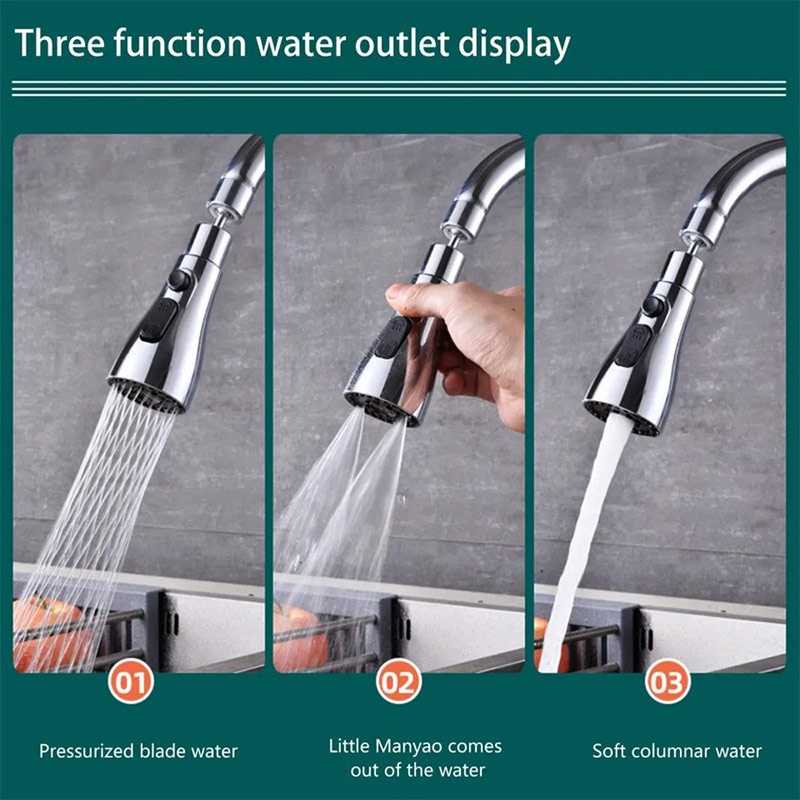 Three function water outlet display
01
02
03
Pressurized blade water
Little Manyao comes
out of the water
Soft columnar water